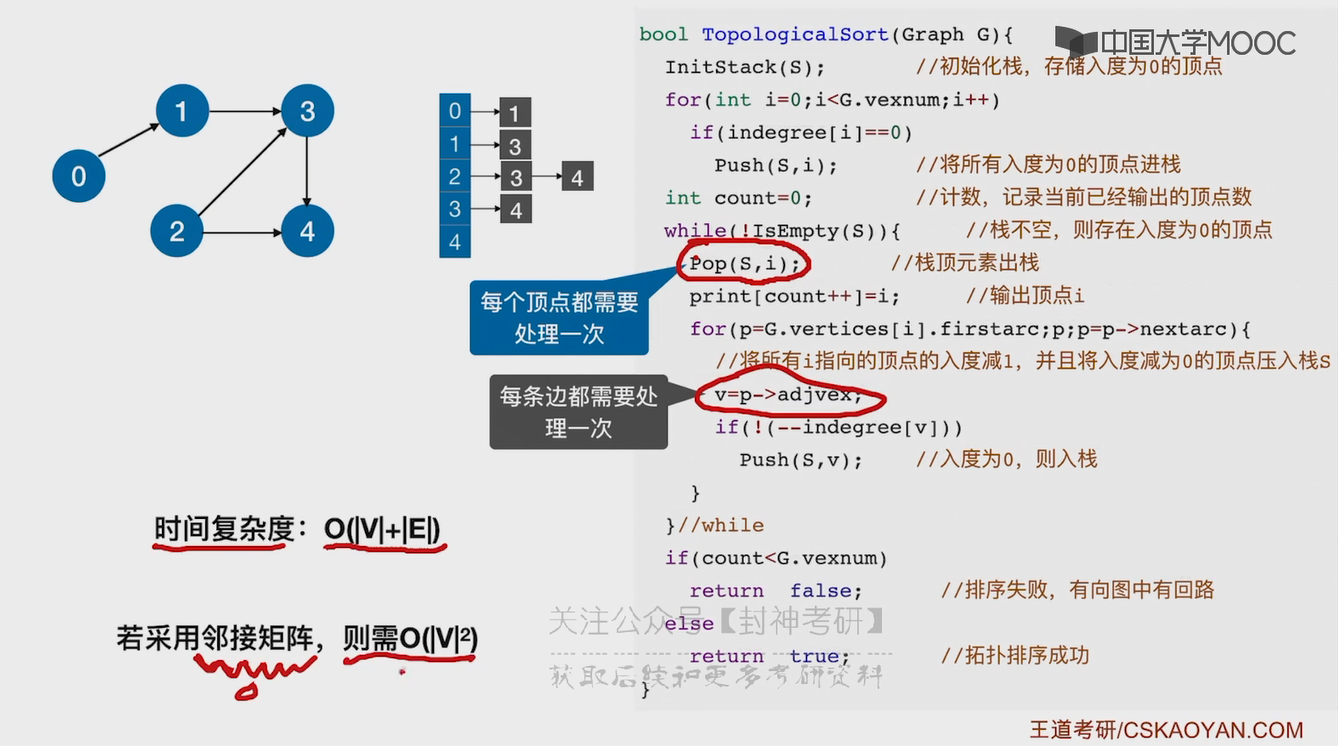 bool TopologicalSort(Graph G){
中国大学MOOC
InitStack(S); //初始化栈，存储入度为0的顶点
for(int i=0;i<G.vexnum;i++)
if(indegree[i]==0)
Push(S,i); //将所有入度为0的顶点进栈
int count=0; //计数，记录当前已经输出的顶点数
while(!IsEmpty(S)){ //栈不空，则存在入度为0的顶点
Pop(S,i); //栈顶元素出栈
print[count++]=i; //输出顶点i
for(p=G.vertices[i].firstarc;p;p=p->nextarc){
//将所有i指向的顶点的入度减1，并且将入度减为0的顶点压入栈S
v=p->adjvex;
if(!(--indegree[v]))
Push(S,v); //入度为0，则入栈
}
}//while
if(count<G.vexnum)
return false; //排序失败，有向图中有回路
else
return true; //拓扑排序成功
}
1 3
0
2 4
0 1
1 3
2 3 4
3 4
4
每个顶点都需要
处理一次
每条边都需要处
理一次
时间复杂度：O(|V|+|E|)
若采用邻接矩阵，则需O(|V|²)
关注公众号【封神考研】
获取后续和更多考研资料
王道考研/CSKAOYAN.COM